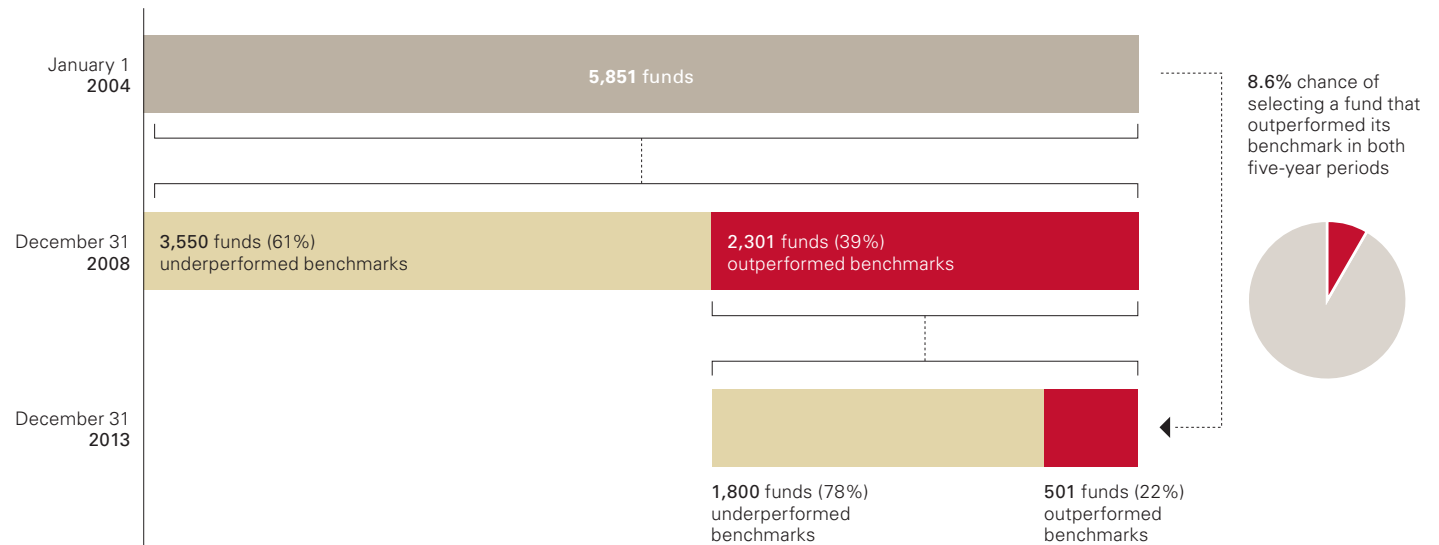 January 1
2004
5,851 funds
8.6% chance of
selecting a fund that
outperformed its
benchmark in both
five-year periods
December 31
2008
3,550 funds (61%)
underperformed benchmarks
2,301 funds (39%)
outperformed benchmarks
December 31
2013
1,800 funds (78%)
underperformed
benchmarks
501 funds (22%)
outperformed
benchmarks